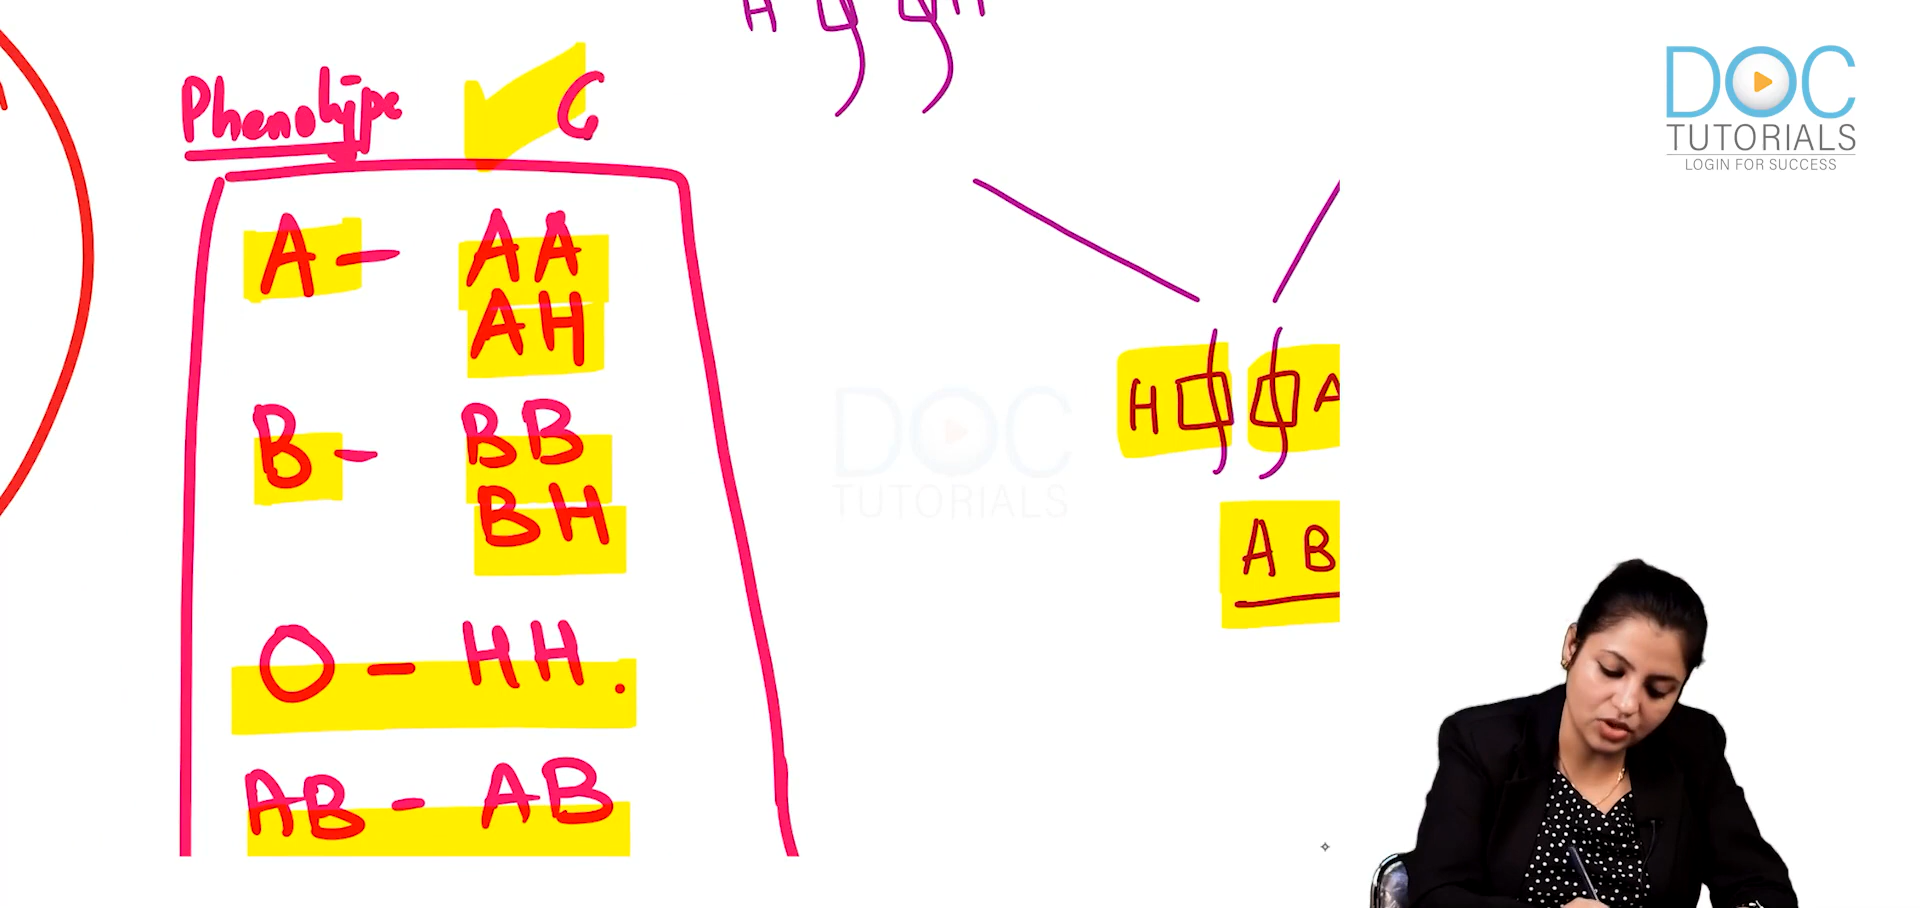 H H
DOC
TUTORIALS
LOGIN FOR SUCCESS
Phenotype
A - AA
AH
B - BB
BH
O - HH.
AB - AB
H A
AB
DOC
TUTORIALS